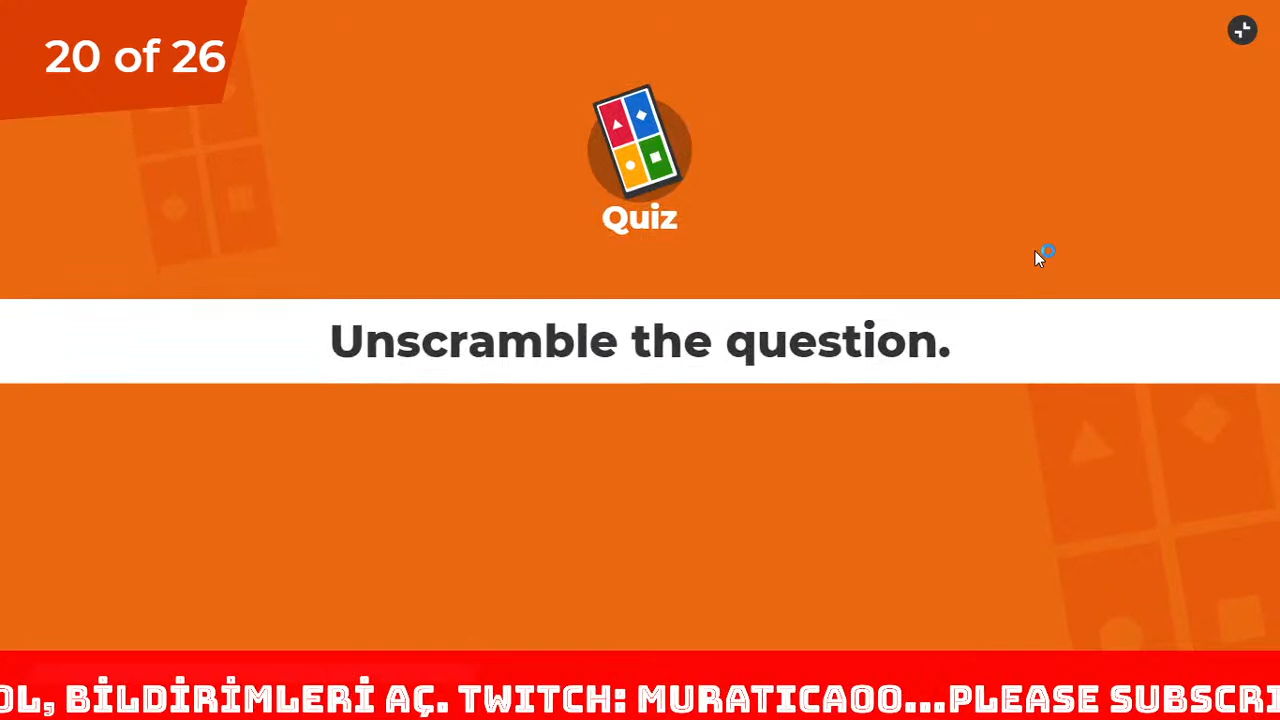 20 of 26
Quiz
Unscramble the question.
OL, BİLDİRİMLERİ AÇ. TWITCH: MURATICAOO...PLEASE SUBSCRI